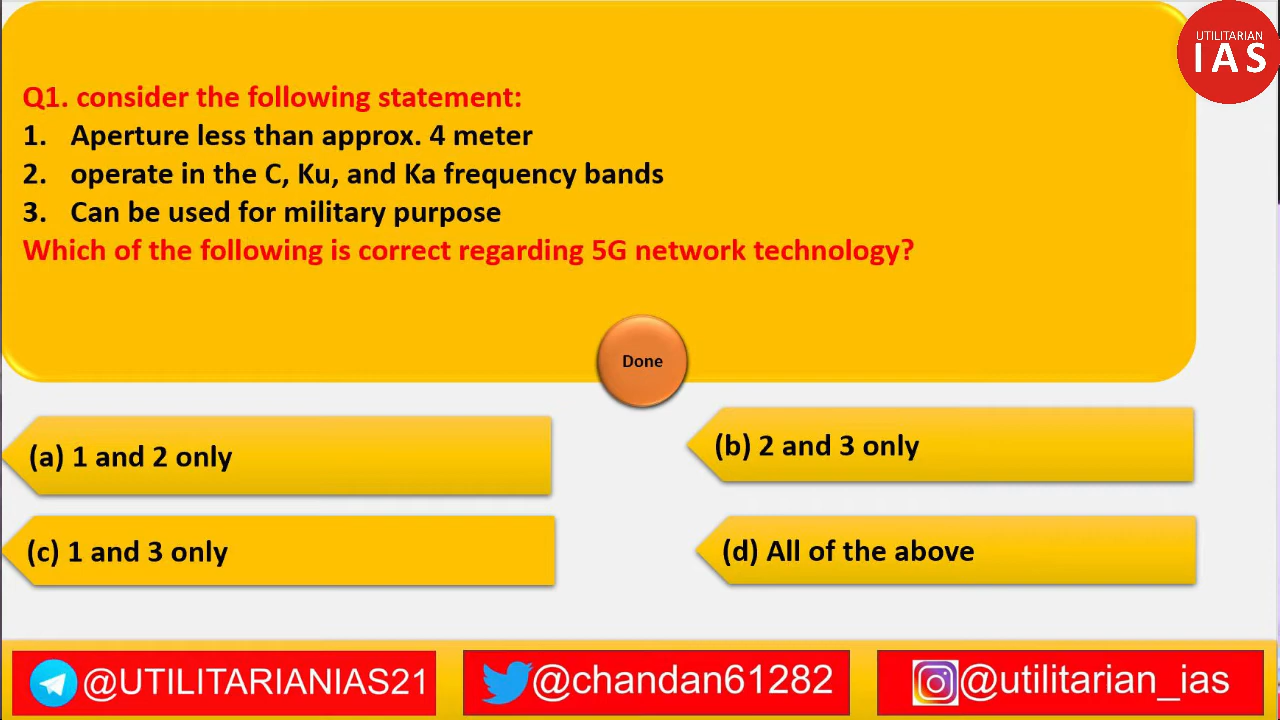 UTILITARIAN
IAS
Q1. consider the following statement:
1. Aperture less than approx. 4 meter
2. operate in the C, Ku, and Ka frequency bands
3. Can be used for military purpose
Which of the following is correct regarding 5G network technology?
Done
(a) 1 and 2 only
(b) 2 and 3 only
(c) 1 and 3 only
(d) All of the above
@UTILITARIANIAS21
@chandan61282
@utilitarian_ias